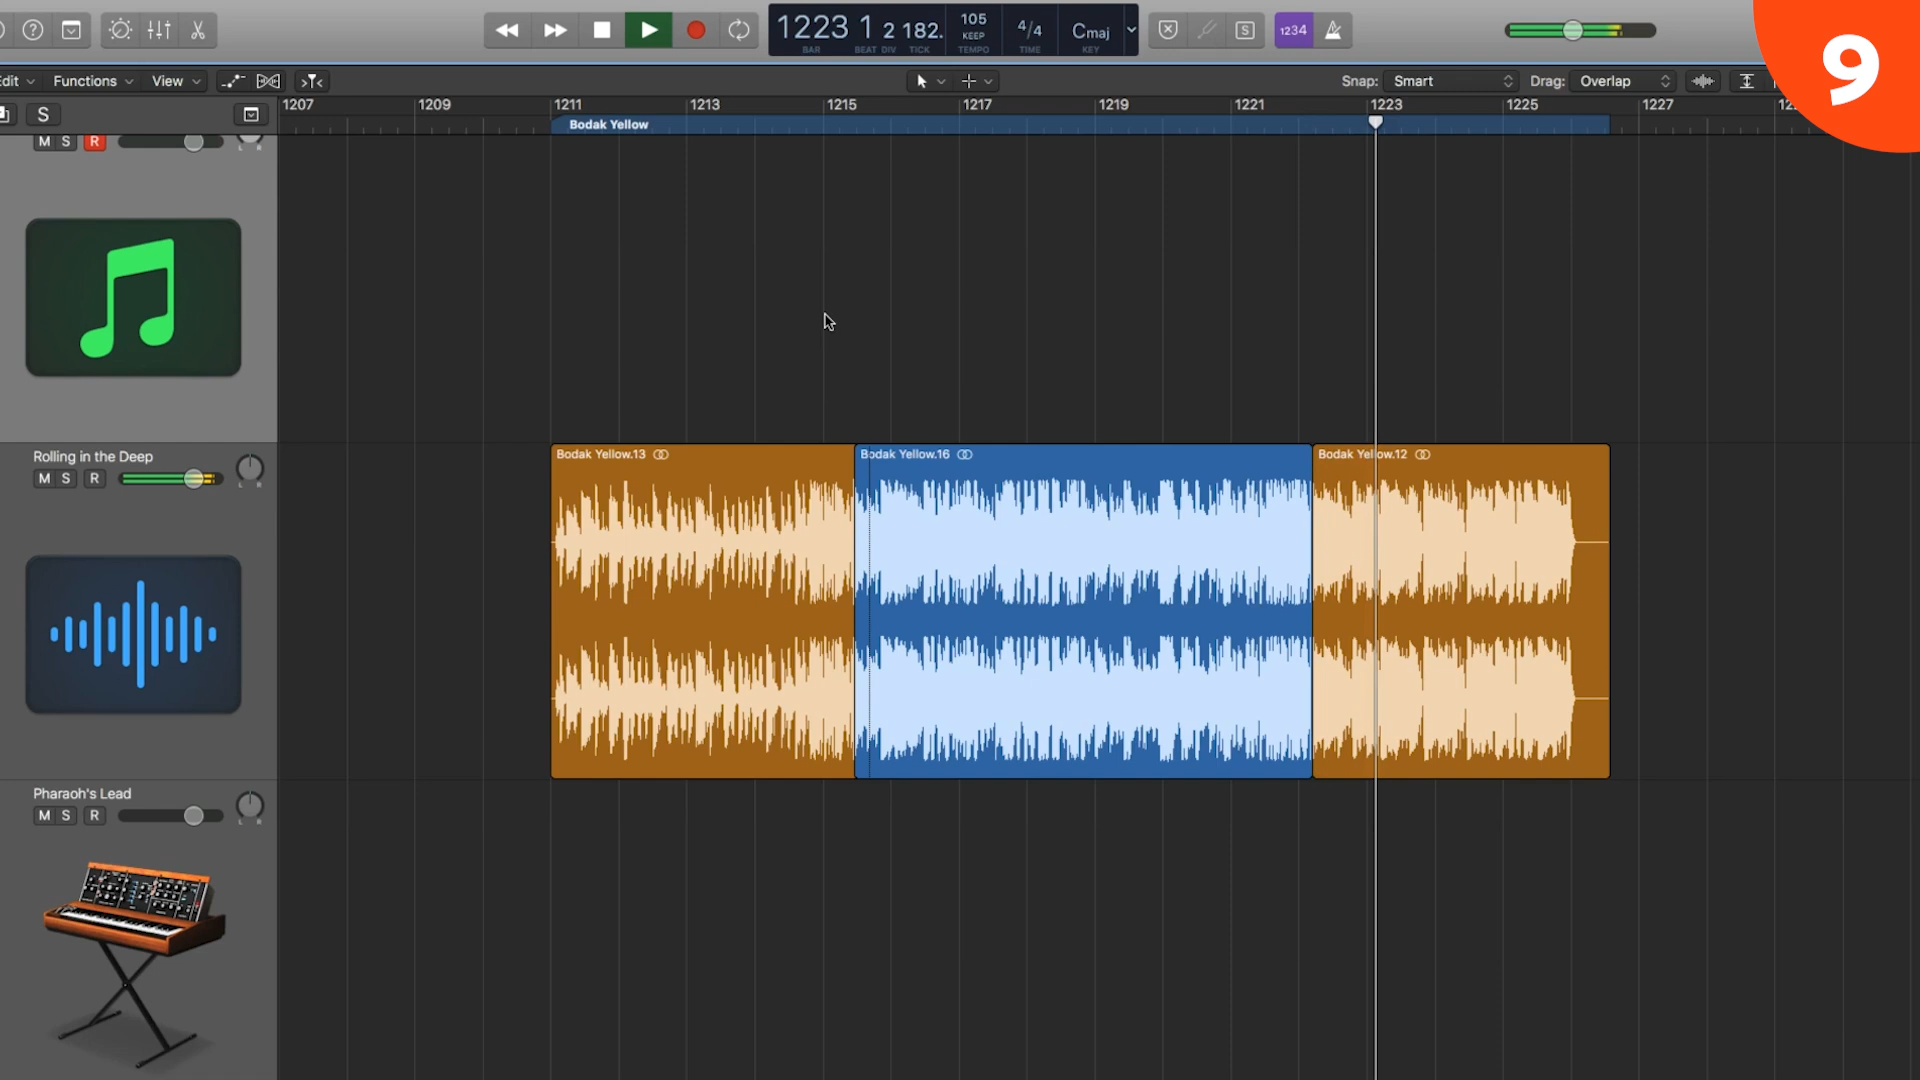 1223 1 2 182.
BAR BEAT DIV TICK
105
KEEP
TEMPO
4/4
TIME
Cmaj
KEY
S
1234
9
Edit Functions View
Snap: Smart Drag: Overlap
S
1207 1209 1211 1213 1215 1217 1219 1221 1223 1225 1227
Bodak Yellow
M S R
L R
Rolling in the Deep
M S R
L R
Bodak Yellow.13
Bodak Yellow.16
Bodak Yellow.12
Pharaoh's Lead
M S R
L R